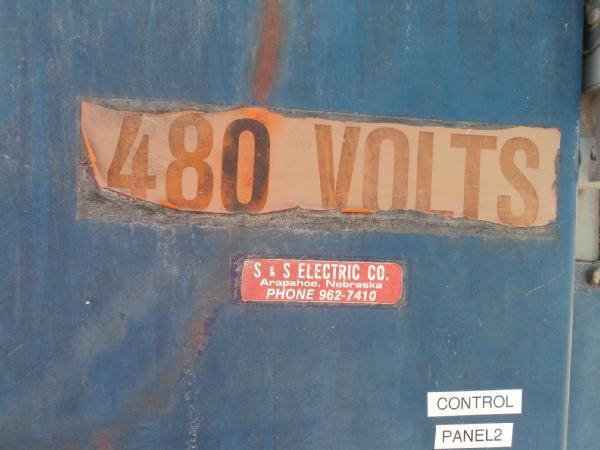 480 VOLTS
S & S ELECTRIC CO.
Arapahoe, Nebraska
PHONE 962-7410
CONTROL
PANEL2